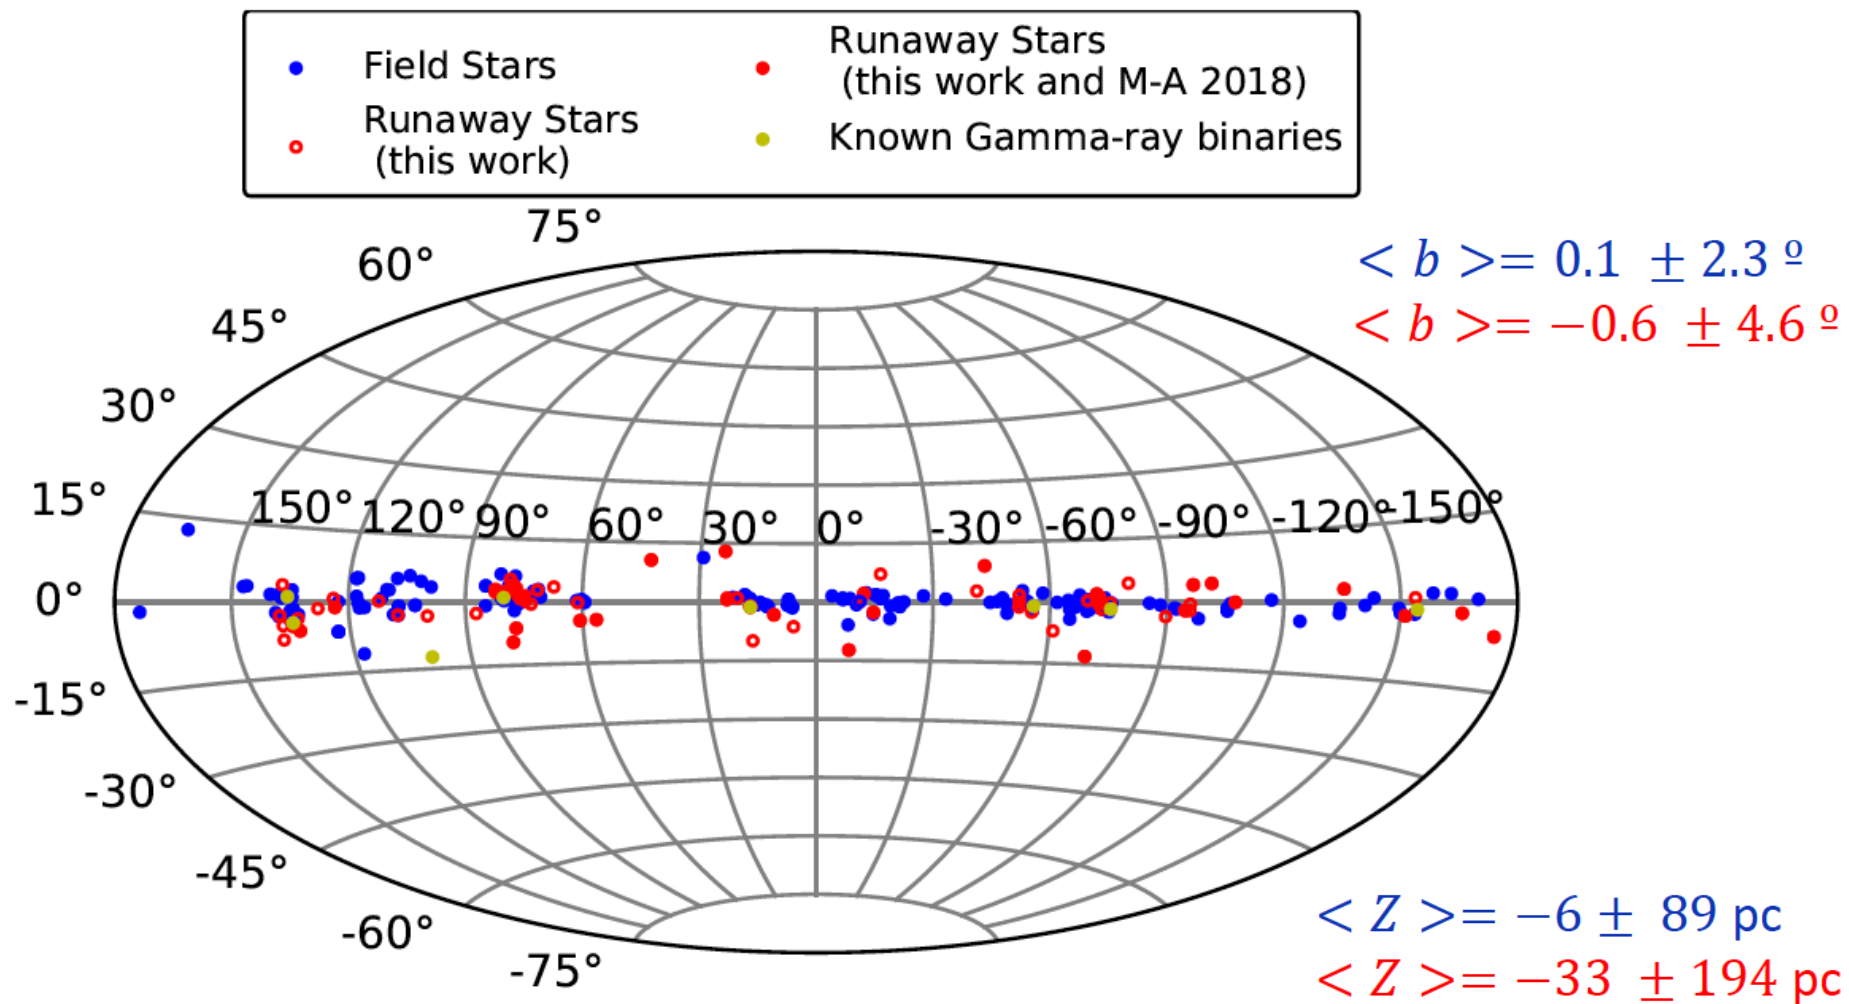 Field Stars
Runaway Stars
(this work)
Runaway Stars
(this work and M-A 2018)
Known Gamma-ray binaries
75°
60°
45°
30°
15°
0°
-15°
-30°
-45°
-60°
-75°
150° 120° 90° 60° 30° 0° -30° -60° -90° -120° -150°
< b >= 0.1 ± 2.3 º
< b >= −0.6 ± 4.6 º
< Z >= −6 ± 89 pc
< Z >= −33 ± 194 pc